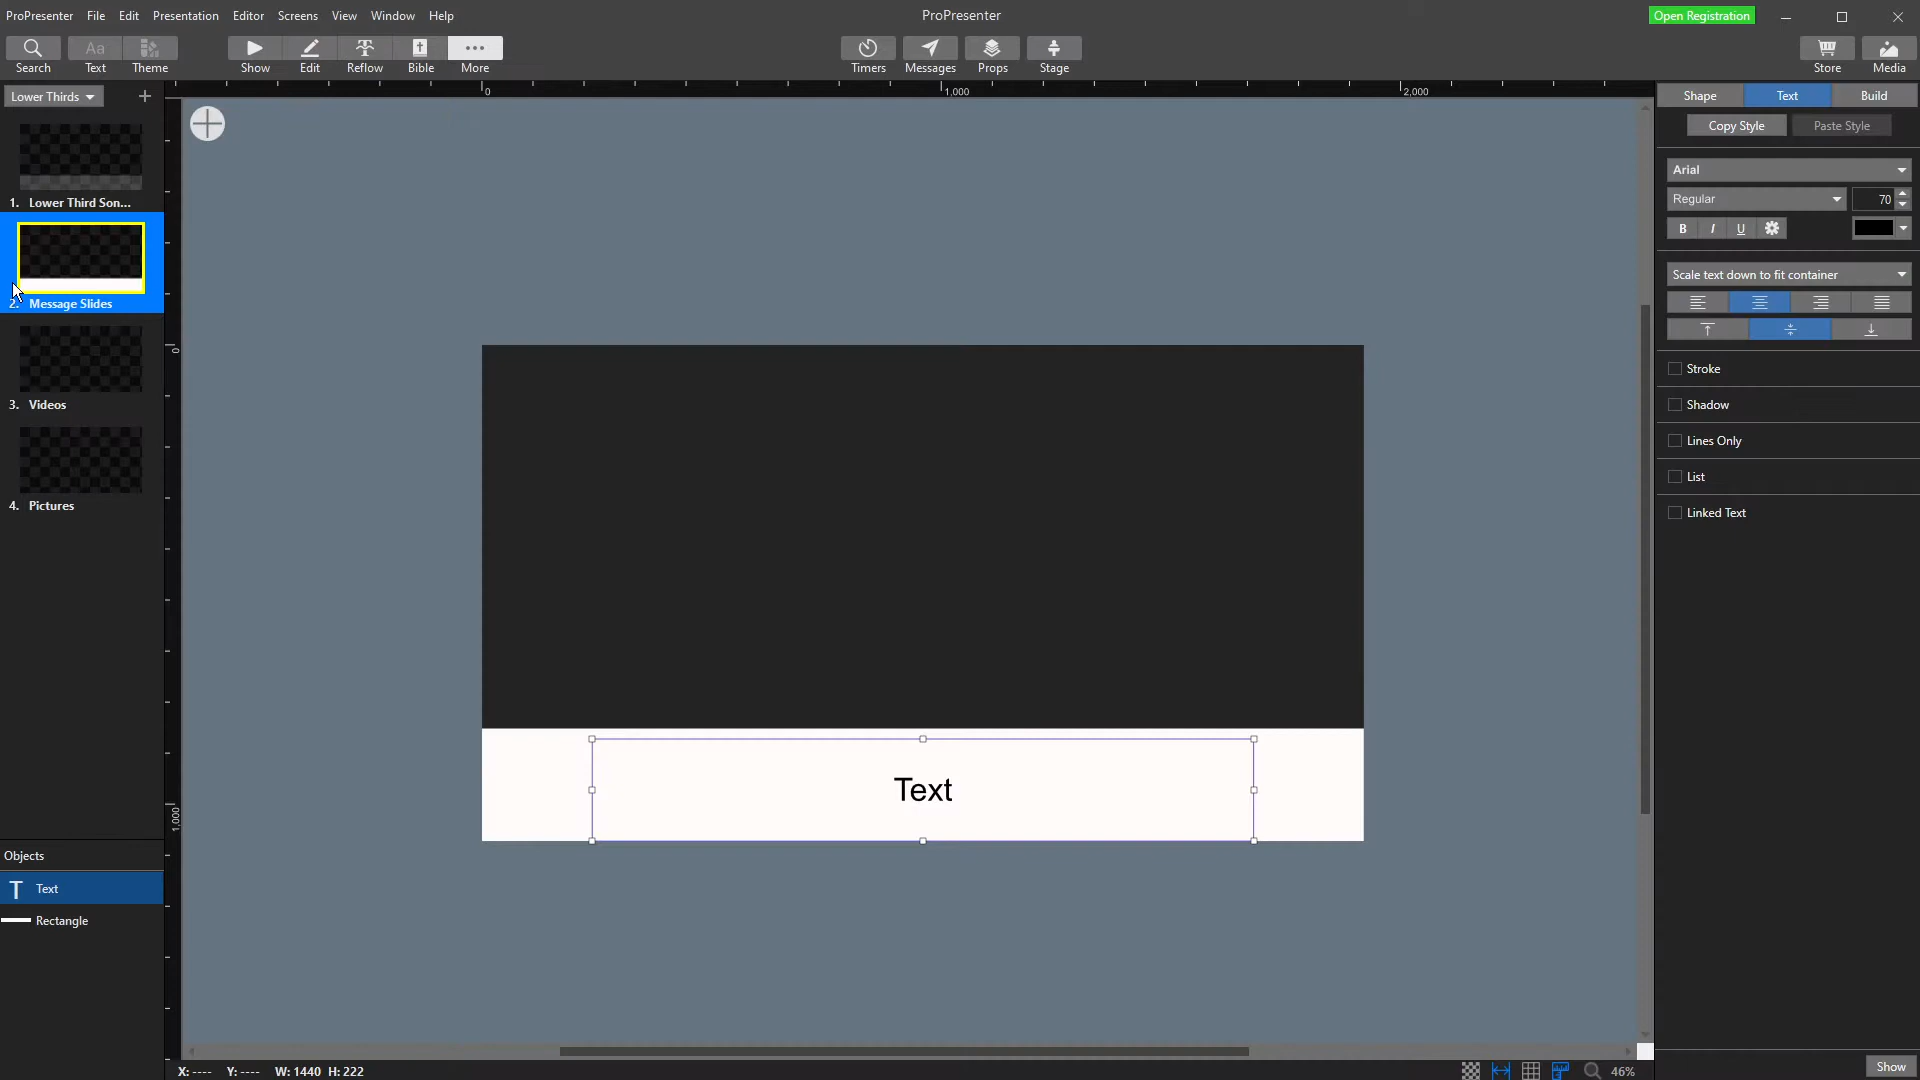 ProPresenter File Edit Presentation Editor Screens View Window Help
ProPresenter
Open Registration
Search Text Theme Show Edit Reflow Bible More
Timers Messages Props Stage
Store Media
Lower Thirds
0 1,000 2,000
1. Lower Third Son...
2. Message Slides
3. Videos
4. Pictures
0
1,000
Text
Objects
T Text
Rectangle
Shape Text Build
Copy Style Paste Style
Arial
Regular 70
B I U
Scale text down to fit container
Stroke
Shadow
Lines Only
List
Linked Text
X: ---- Y: ---- W: 1440 H: 222
46%
Show